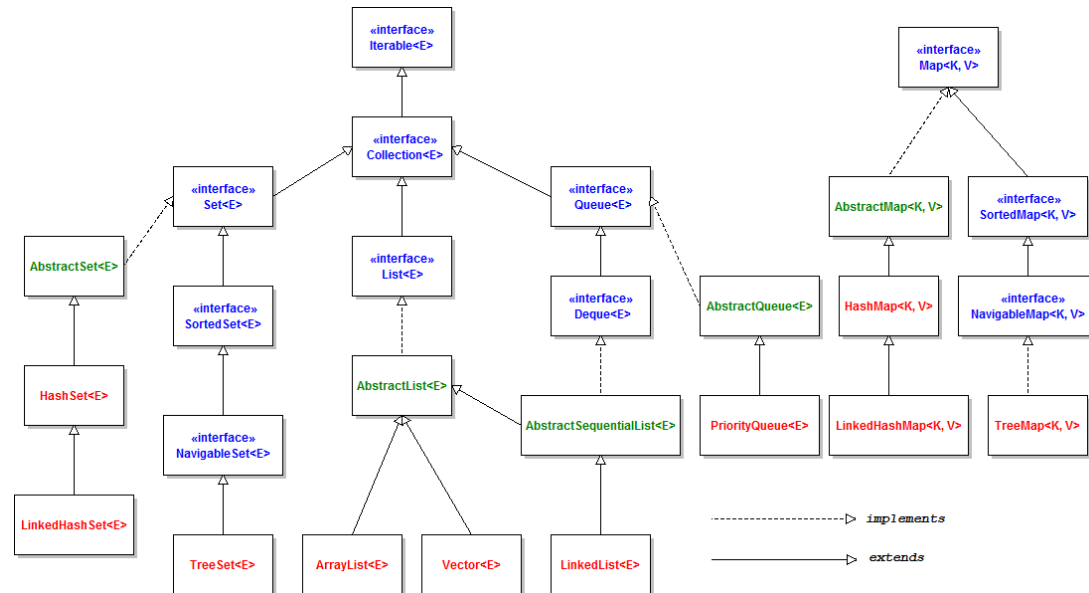 «interface»
Iterable<E>
«interface»
Map<K, V>
«interface»
Collection<E>
«interface»
Set<E>
«interface»
Queue<E>
AbstractMap<K, V>
«interface»
SortedMap<K, V>
AbstractSet<E>
«interface»
List<E>
«interface»
SortedSet<E>
«interface»
Deque<E>
AbstractQueue<E>
HashMap<K, V>
«interface»
NavigableMap<K, V>
HashSet<E>
AbstractList<E>
«interface»
NavigableSet<E>
AbstractSequentialList<E>
PriorityQueue<E>
LinkedHashMap<K, V>
TreeMap<K, V>
LinkedHashSet<E>
implements
TreeSet<E>
ArrayList<E>
Vector<E>
LinkedList<E>
extends